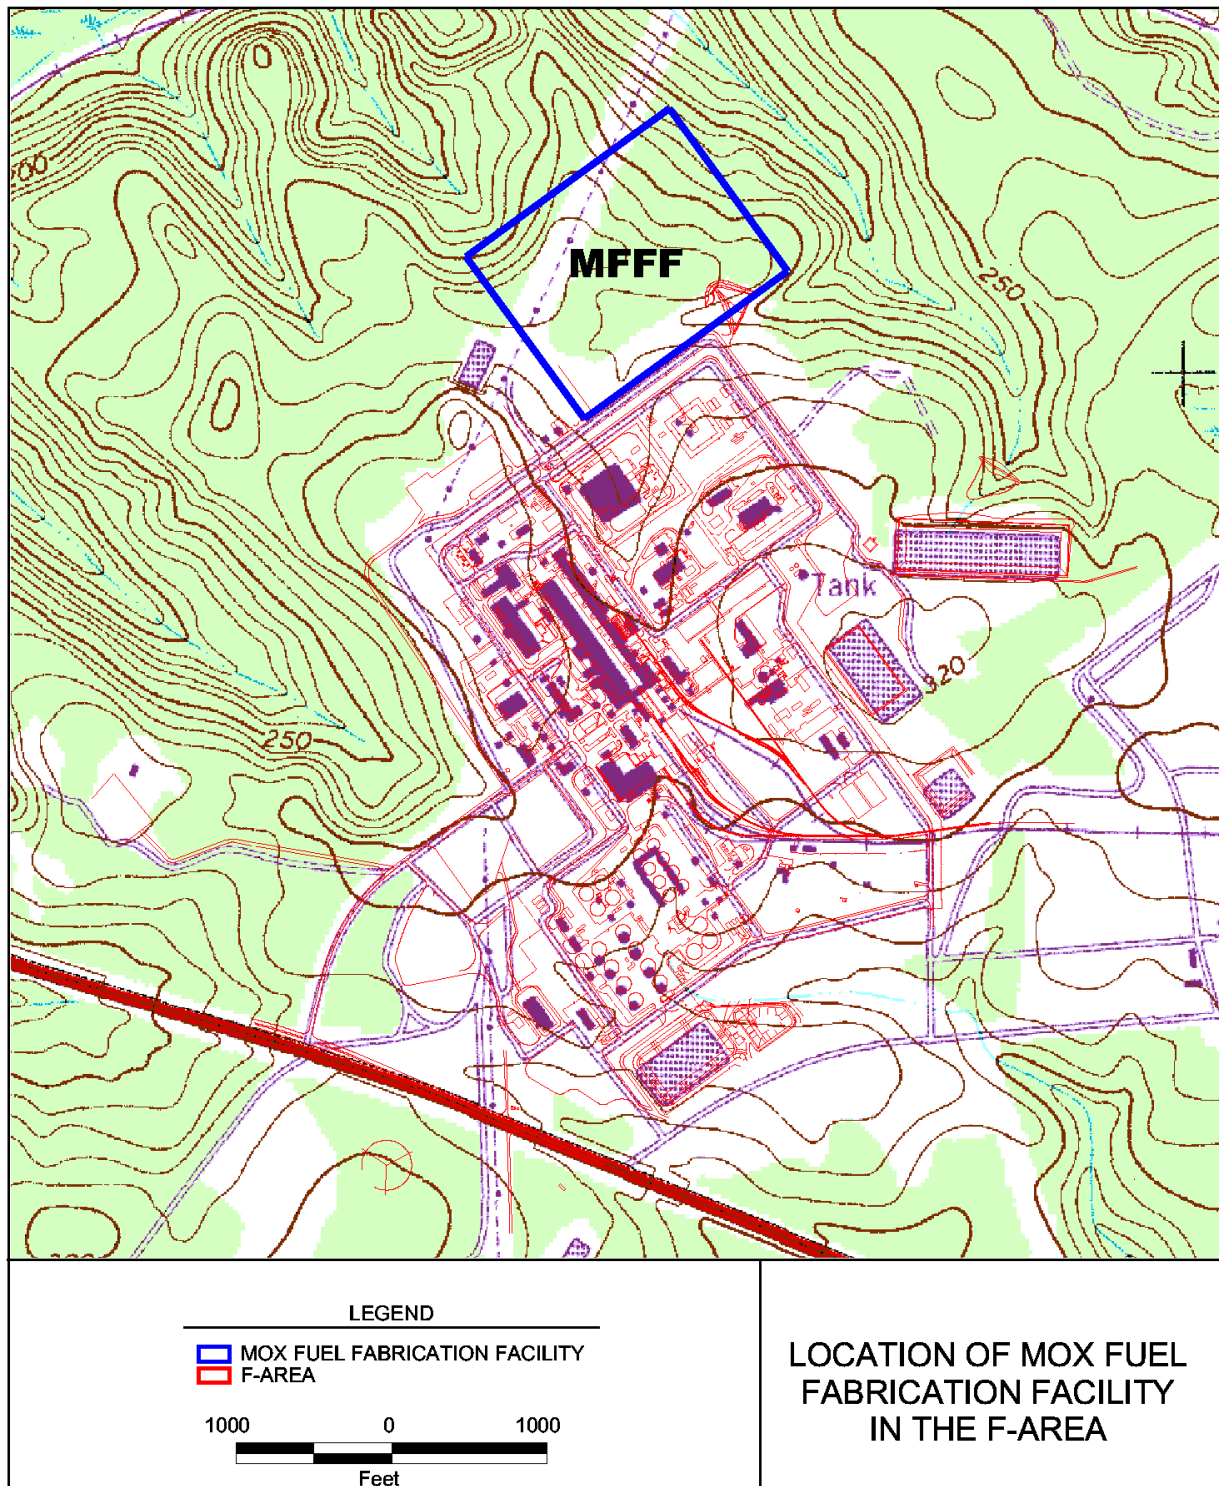 MFFF
250
Tank
320
250
LEGEND
MOX FUEL FABRICATION FACILITY
F-AREA
1000 0 1000
Feet
LOCATION OF MOX FUEL
FABRICATION FACILITY
IN THE F-AREA